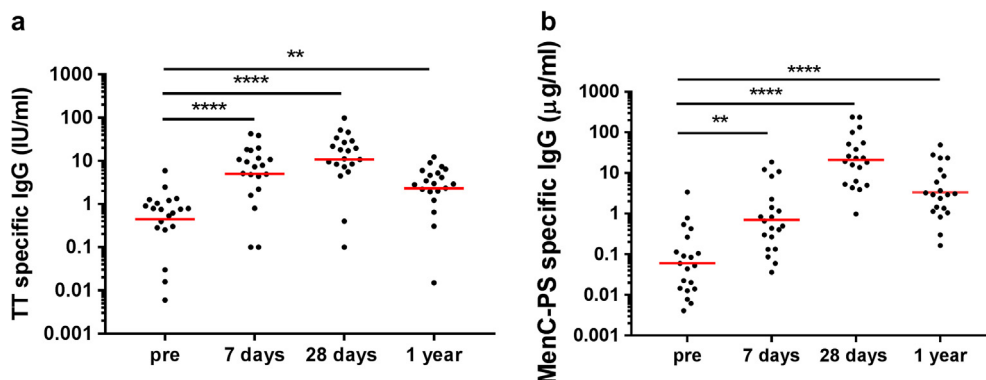 a
TT specific IgG (IU/ml)
1000
100
10
1
0.1
0.01
0.001
**
****
****
pre
7 days
28 days
1 year
b
MenC-PS specific IgG (μg/ml)
1000
100
10
1
0.1
0.01
0.001
****
****
**
pre
7 days
28 days
1 year